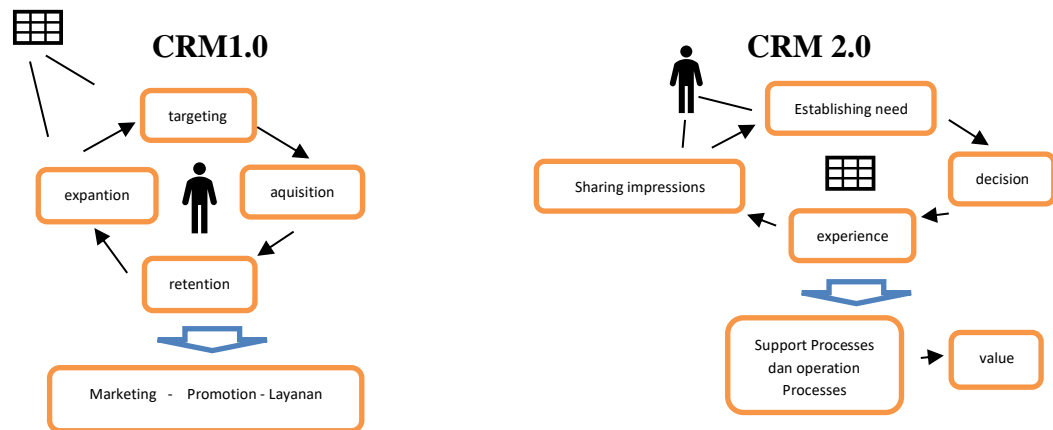 CRM1.0
targeting
expantion
aquisition
retention
Marketing - Promotion - Layanan
CRM 2.0
Establishing need
Sharing impressions
decision
experience
Support Processes
dan operation
Processes
value